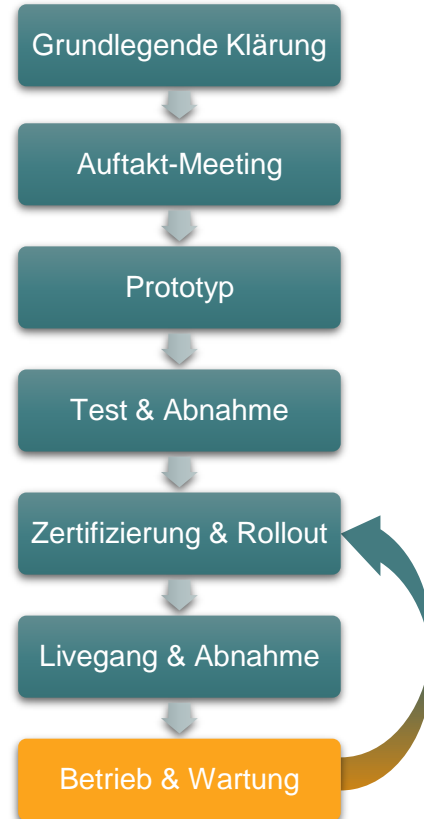 Grundlegende Klärung
Auftakt-Meeting
Prototyp
Test & Abnahme
Zertifizierung & Rollout
Livegang & Abnahme
Betrieb & Wartung